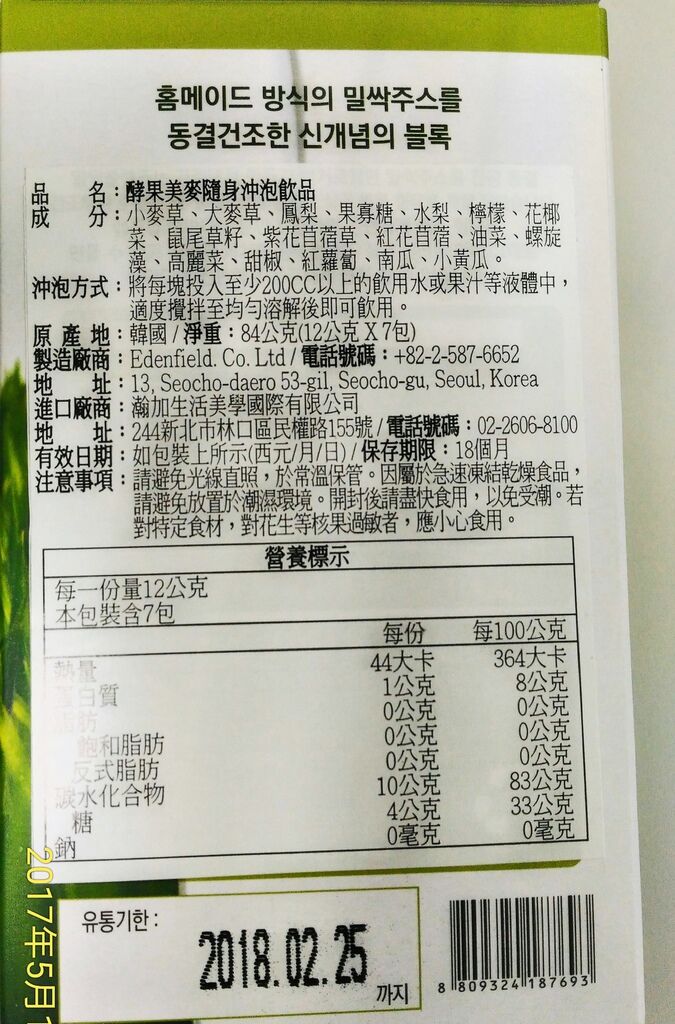 홈메이드 방식의 밀싹주스를
동결건조한 신개념의 블록
品　　名：酵果美麥隨身沖泡飲品
成　　分：小麥草、大麥草、鳳梨、果寡糖、水梨、檸檬、花椰
菜、鼠尾草籽、紫花苜蓿草、紅花苜蓿、油菜、螺旋
藻、高麗菜、甜椒、紅蘿蔔、南瓜、小黃瓜。
沖泡方式：將每塊投入至少200CC以上的飲用水或果汁等液體中，
適度攪拌至均勻溶解後即可飲用。
原 產 地：韓國 / 淨重：84公克(12公克 X 7包)
製造廠商：Edenfield. Co. Ltd / 電話號碼：+82-2-587-6652
地　　址：13, Seocho-daero 53-gil, Seocho-gu, Seoul, Korea
進口廠商：瀚加生活美學國際有限公司
地　　址：244新北市林口區民權路155號 / 電話號碼：02-2606-8100
有效日期：如包裝上所示(西元/月/日) / 保存期限：18個月
注意事項：請避免光線直照，於常溫保管。因屬於急速凍結乾燥食品，
請避免放置於潮濕環境。開封後請盡快食用，以免受潮。若
對特定食材，對花生等核果過敏者，應小心食用。
營養標示
每一份量12公克
本包裝含7包
每份　每100公克
熱量　44大卡　364大卡
蛋白質　1公克　8公克
脂肪　0公克　0公克
飽和脂肪　0公克　0公克
反式脂肪　0公克　0公克
碳水化合物　10公克　83公克
糖　4公克　33公克
鈉　0毫克　0毫克
유통기한 :
2018.02.25
까지
8 809324 187693
2017年5月1